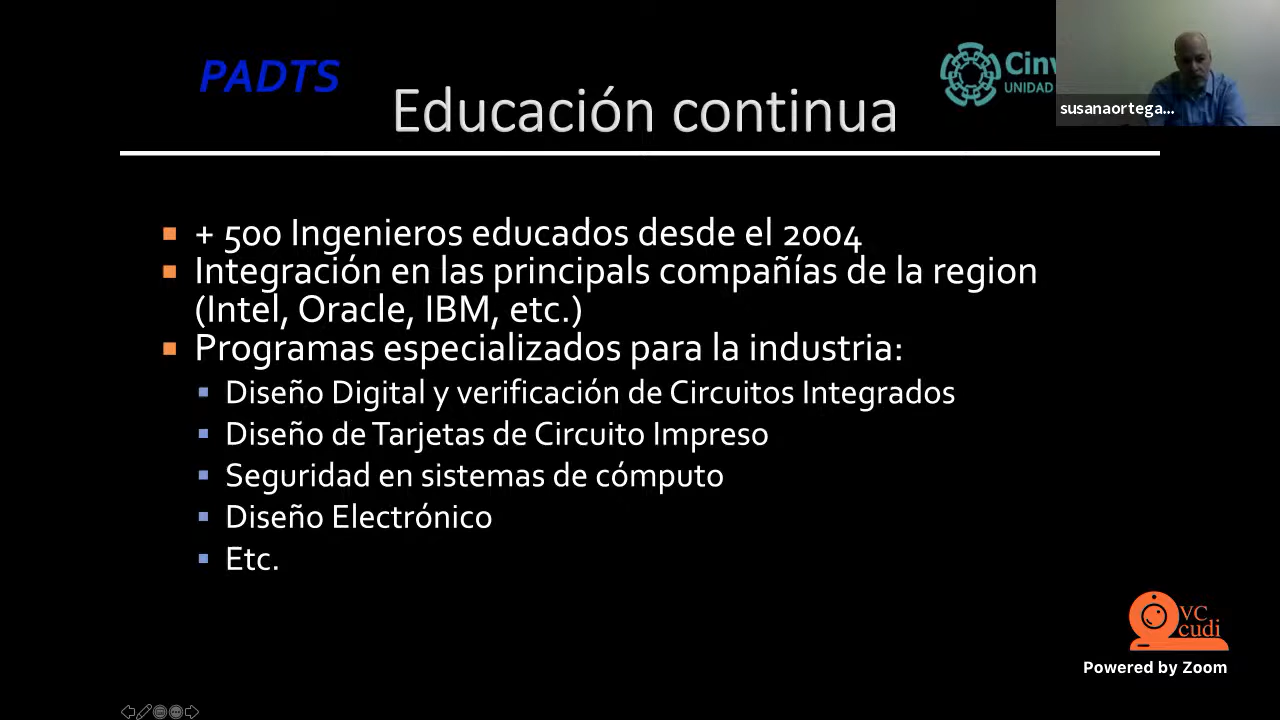 PADTS
Educación continua
Cinv
UNIDAD
susanaortega...
+ 500 Ingenieros educados desde el 2004
Integración en las principals compañías de la region
(Intel, Oracle, IBM, etc.)
Programas especializados para la industria:
Diseño Digital y verificación de Circuitos Integrados
Diseño de Tarjetas de Circuito Impreso
Seguridad en sistemas de cómputo
Diseño Electrónico
Etc.
VC
cudi
Powered by Zoom